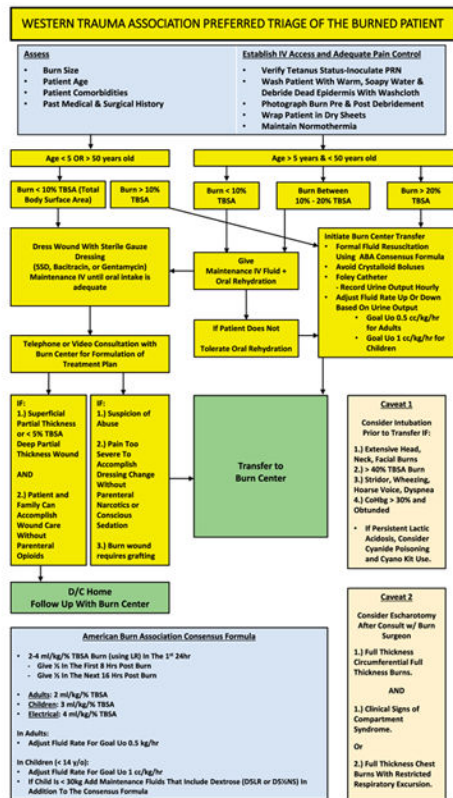 WESTERN TRAUMA ASSOCIATION PREFERRED TRIAGE OF THE BURNED PATIENT
Assess
• Burn Size
• Patient Age
• Patient Comorbidities
• Past Medical & Surgical History
Establish IV Access and Adequate Pain Control
• Verify Tetanus Status-Inoculate PRN
• Wash Patient With Warm, Soapy Water &
Debride Dead Epidermis With Washcloth
• Photograph Burn Pre & Post Debridement
• Wrap Patient in Dry Sheets
• Maintain Normothermia
Age < 5 OR > 50 years old
Age > 5 years & < 50 years old
Burn < 10% TBSA (Total
Body Surface Area)
Burn > 10%
TBSA
Burn < 10%
TBSA
Burn Between
10% - 20% TBSA
Burn > 20%
TBSA
Dress Wound With Sterile Gauze
Dressing
(SSD, Bacitracin, or Gentamycin)
Maintenance IV until oral intake is
adequate
Give
Maintenance IV Fluid +
Oral Rehydration
Initiate Burn Center Transfer
• Formal Fluid Resuscitation
Using ABA Consensus Formula
• Avoid Crystalloid Boluses
• Foley Catheter
- Record Urine Output Hourly
• Adjust Fluid Rate Up Or Down
Based On Urine Output
• Goal Uo 0.5 cc/kg/hr
for Adults
• Goal Uo 1 cc/kg/hr for
Children
If Patient Does Not
Tolerate Oral Rehydration
Telephone or Video Consultation with
Burn Center for Formulation of
Treatment Plan
IF:
1.) Superficial
Partial Thickness
or < 5% TBSA
Deep Partial
Thickness Wound
AND
2.) Patient and
Family Can
Accomplish
Wound Care
Without
Parenteral
Opioids
IF:
1.) Suspicion of
Abuse
2.) Pain Too
Severe To
Accomplish
Dressing Change
Without
Parenteral
Narcotics or
Conscious
Sedation
3.) Burn wound
requires grafting
Transfer to
Burn Center
Caveat 1
Consider Intubation
Prior to Transfer IF:
1.) Extensive Head,
Neck, Facial Burns
2.) > 40% TBSA Burn
3.) Stridor, Wheezing,
Hoarse Voice, Dyspnea
4.) CoHbg > 30% and
Obtunded
• If Persistent Lactic
Acidosis, Consider
Cyanide Poisoning
and Cyano Kit Use.
D/C Home
Follow Up With Burn Center
American Burn Association Consensus Formula
• 2-4 ml/kg/% TBSA Burn (using LR) In The 1st 24hr
- Give ½ In The First 8 Hrs Post Burn
- Give ½ In The Next 16 Hrs Post Burn
• Adults: 2 ml/kg/% TBSA
• Children: 3 ml/kg/% TBSA
• Electrical: 4 ml/kg/% TBSA
In Adults:
• Adjust Fluid Rate For Goal Uo 0.5 kg/hr
In Children (< 14 y/o):
• Adjust Fluid Rate For Goal Uo 1 cc/kg/hr
• If Child Is < 30kg Add Maintenance Fluids That Include Dextrose (D5LR or D5½NS) In
Addition To The Consensus Formula
Caveat 2
Consider Escharotomy
After Consult w/ Burn
Surgeon
1.) Full Thickness
Circumferential Full
Thickness Burns.
AND
1.) Clinical Signs of
Compartment
Syndrome.
Or
2.) Full Thickness Chest
Burns With Restricted
Respiratory Excursion.